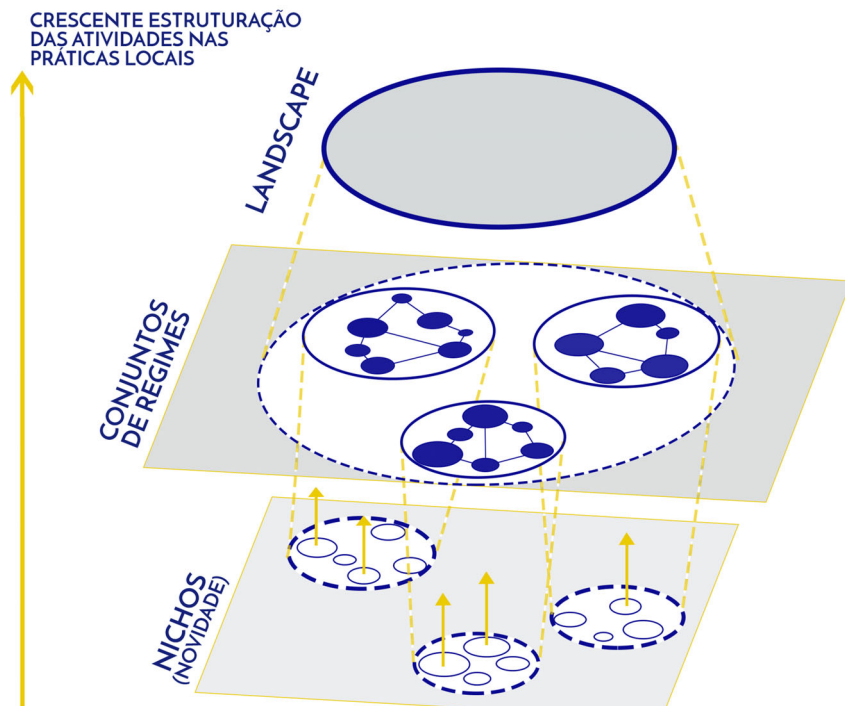 CRESCENTE ESTRUTURAÇÃO
DAS ATIVIDADES NAS
PRÁTICAS LOCAIS
LANDSCAPE
CONJUNTOS
DE REGIMES
NICHOS
(NOVIDADE)